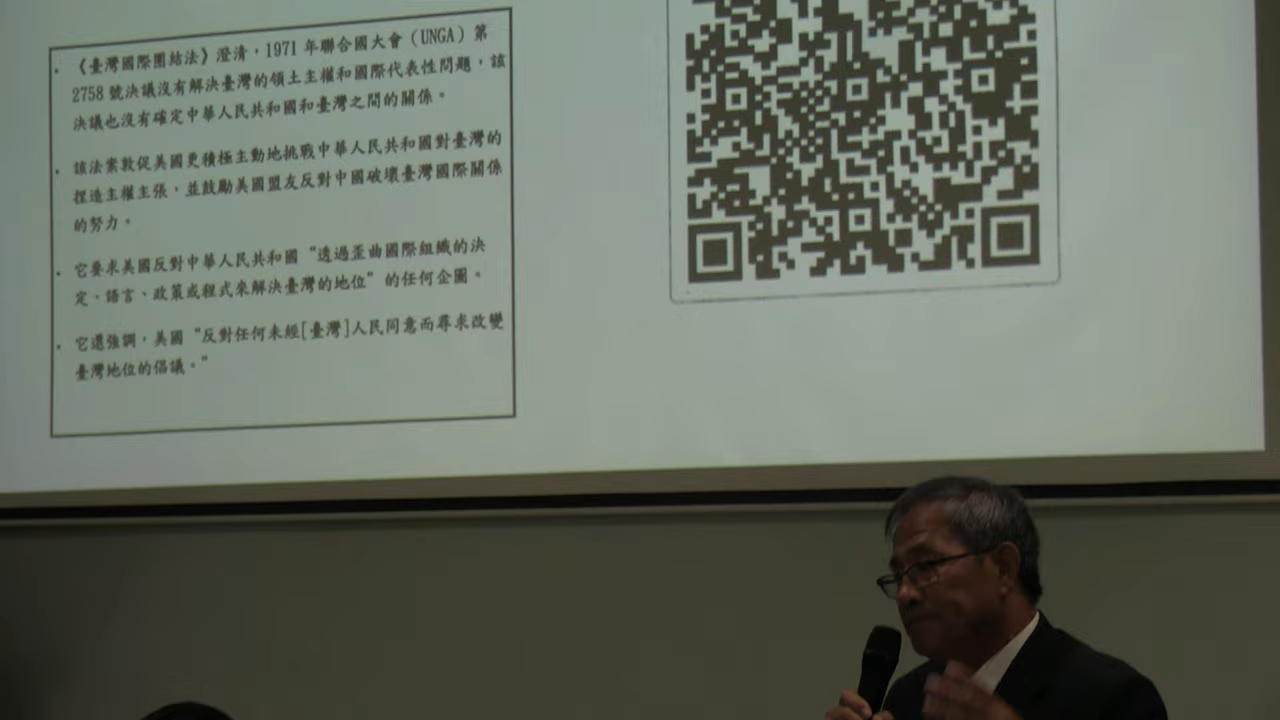 • 《臺灣國際團結法》澄清，1971 年聯合國大會（UNGA）第
2758 號決議沒有解決臺灣的領土主權和國際代表性問題，該
決議也沒有確定中華人民共和國和臺灣之間的關係。
• 該法案敦促美國更積極主動地挑戰中華人民共和國對臺灣的
捏造主權主張，並鼓勵美國盟友反對中國破壞臺灣國際關係
的努力。
• 它要求美國反對中華人民共和國“透過歪曲國際組織的決
定、語言、政策或程式來解決臺灣的地位”的任何企圖。
• 它還強調，美國“反對任何未經[臺灣]人民同意而尋求改變
臺灣地位的倡議。”